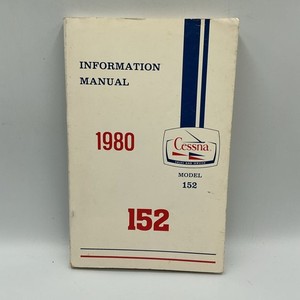 INFORMATION
MANUAL
1980
Cessna
MODEL
152
152